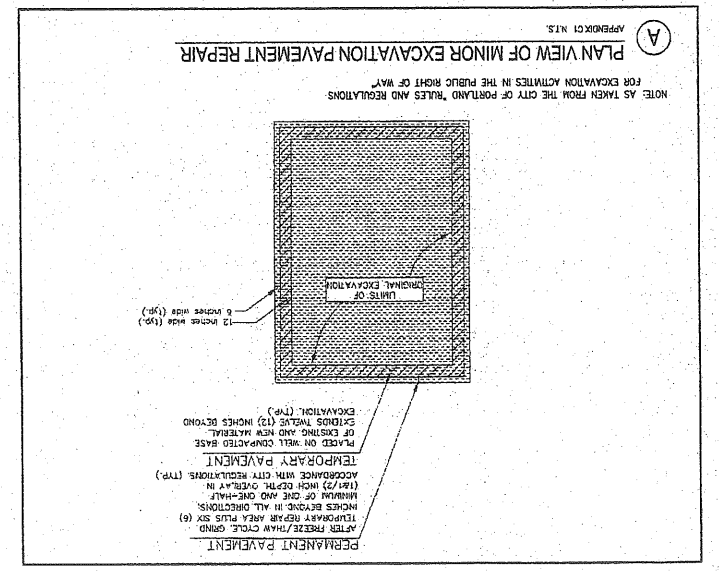 PERMANENT PAVEMENT
AFTER FREEZE/THAW CYCLE, GRIND
TEMPORARY REPAIR AREA PLUS SIX (6)
INCHES BEYOND IN ALL DIRECTIONS,
MINIMUM OF ONE AND ONE-HALF
(1 1/2) INCH DEPTH. OVERLAY IN
ACCORDANCE WITH CITY REGULATIONS. (TYP.)
TEMPORARY PAVEMENT
PLACED ON WELL COMPACTED BASE
OF EXISTING AND NEW MATERIAL.
EXTENDS TWELVE (12) INCHES BEYOND
EXCAVATION. (TYP.)
12 inches wide (typ.)
6 inches wide (typ.)
LIMITS OF
ORIGINAL EXCAVATION
NOTE: AS TAKEN FROM THE CITY OF PORTLAND "RULES AND REGULATIONS
FOR EXCAVATION ACTIVITIES IN THE PUBLIC RIGHT OF WAY"
A
PLAN VIEW OF MINOR EXCAVATION PAVEMENT REPAIR
APPENDIX C1 N.T.S.